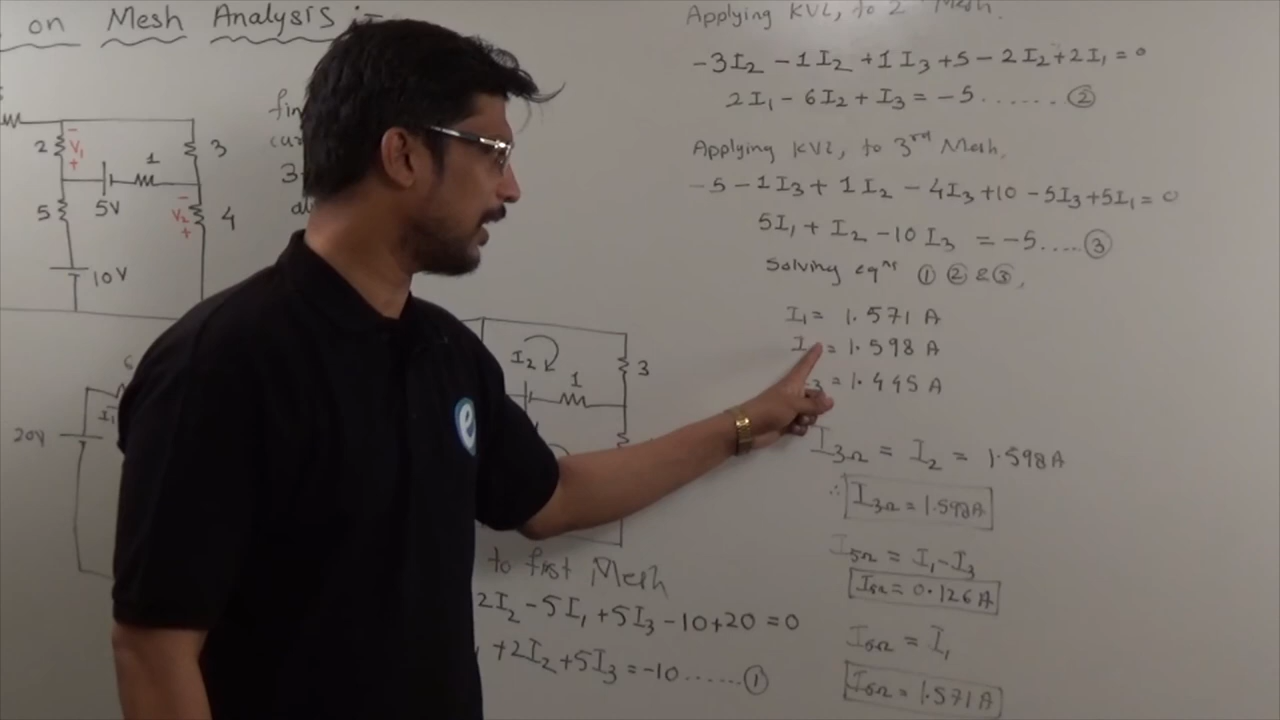 on Mesh Analysis
2
V₁
3
1
5V
5
V₂
4
10V
20V
I₁
I₂
1
3
e
to first Mesh
2I₂ -5I₁ +5I₃ -10+20 =0
+2I₂+5I₃ =-10...... ①
Applying KVL, to 2 Mesh.
-3I₂ -1I₂ +1I₃+5-2I₂+2I₁=0
2I₁- 6I₂+I₃ = -5...... ②
Applying KVL, to 3rd Mesh,
-5-1I₃+ 1I₂ - 4I₃+10 -5I₃+5I₁=0
5I₁+ I₂ -10I₃ = -5.... ③
Solving eqns ① ② & ③,
I₁= 1.571 A
I = 1.598 A
3 = 1.445 A
I3Ω = I₂ = 1.598A
∴ I3Ω = 1.598A
I5Ω = I₁-I₃
I5Ω = 0.126A
I6Ω = I₁
I6Ω = 1.571A